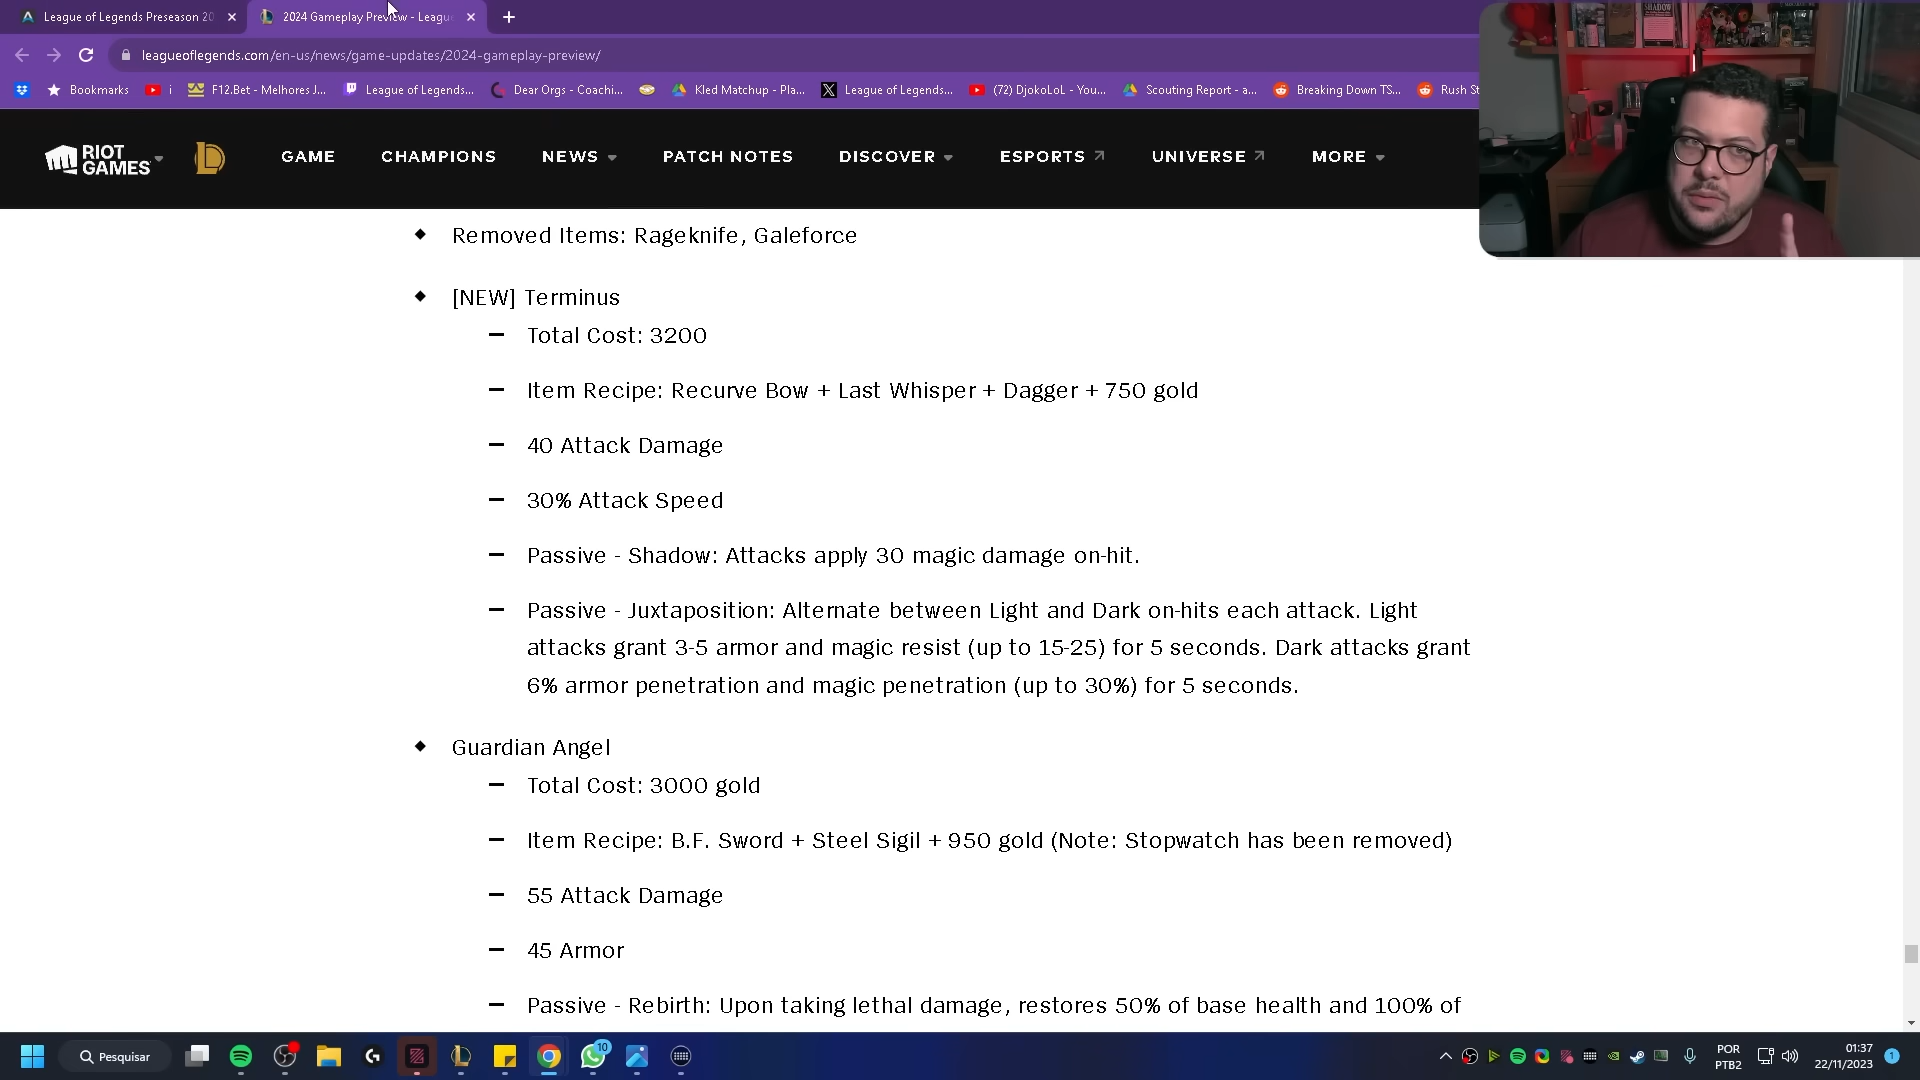 League of Legends Preseason 20
2024 Gameplay Preview - Leagu
leagueoflegends.com/en-us/news/game-updates/2024-gameplay-preview/
Bookmarks
i
F12.Bet - Melhores J...
League of Legends...
Dear Orgs - Coachi...
Kled Matchup - Pla...
League of Legends...
(72) DjokoLoL - You...
Scouting Report - a...
Breaking Down TS...
Rush St
RIOT
GAMES
GAME
CHAMPIONS
NEWS
PATCH NOTES
DISCOVER
ESPORTS
UNIVERSE
MORE
Removed Items: Rageknife, Galeforce
[NEW] Terminus
Total Cost: 3200
Item Recipe: Recurve Bow + Last Whisper + Dagger + 750 gold
40 Attack Damage
30% Attack Speed
Passive - Shadow: Attacks apply 30 magic damage on-hit.
Passive - Juxtaposition: Alternate between Light and Dark on-hits each attack. Light
attacks grant 3-5 armor and magic resist (up to 15-25) for 5 seconds. Dark attacks grant
6% armor penetration and magic penetration (up to 30%) for 5 seconds.
Guardian Angel
Total Cost: 3000 gold
Item Recipe: B.F. Sword + Steel Sigil + 950 gold (Note: Stopwatch has been removed)
55 Attack Damage
45 Armor
Passive - Rebirth: Upon taking lethal damage, restores 50% of base health and 100% of
Pesquisar
10
POR
PTB2
01:37
22/11/2023
1